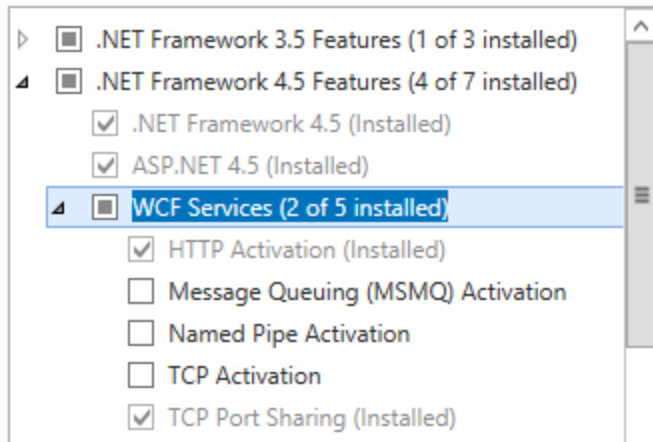 .NET Framework 3.5 Features (1 of 3 installed)
.NET Framework 4.5 Features (4 of 7 installed)
.NET Framework 4.5 (Installed)
ASP.NET 4.5 (Installed)
WCF Services (2 of 5 installed)
HTTP Activation (Installed)
Message Queuing (MSMQ) Activation
Named Pipe Activation
TCP Activation
TCP Port Sharing (Installed)